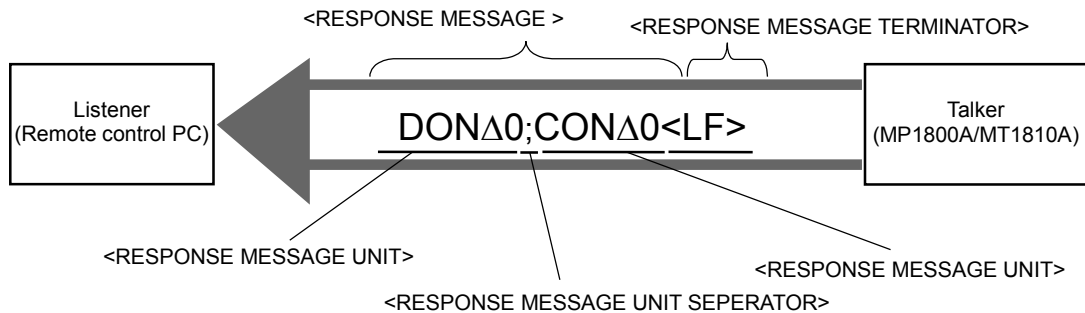 <RESPONSE MESSAGE >
<RESPONSE MESSAGE TERMINATOR>
Listener
(Remote control PC)
DON∆0;CON∆0<LF>
Talker
(MP1800A/MT1810A)
<RESPONSE MESSAGE UNIT>
<RESPONSE MESSAGE UNIT>
<RESPONSE MESSAGE UNIT SEPERATOR>